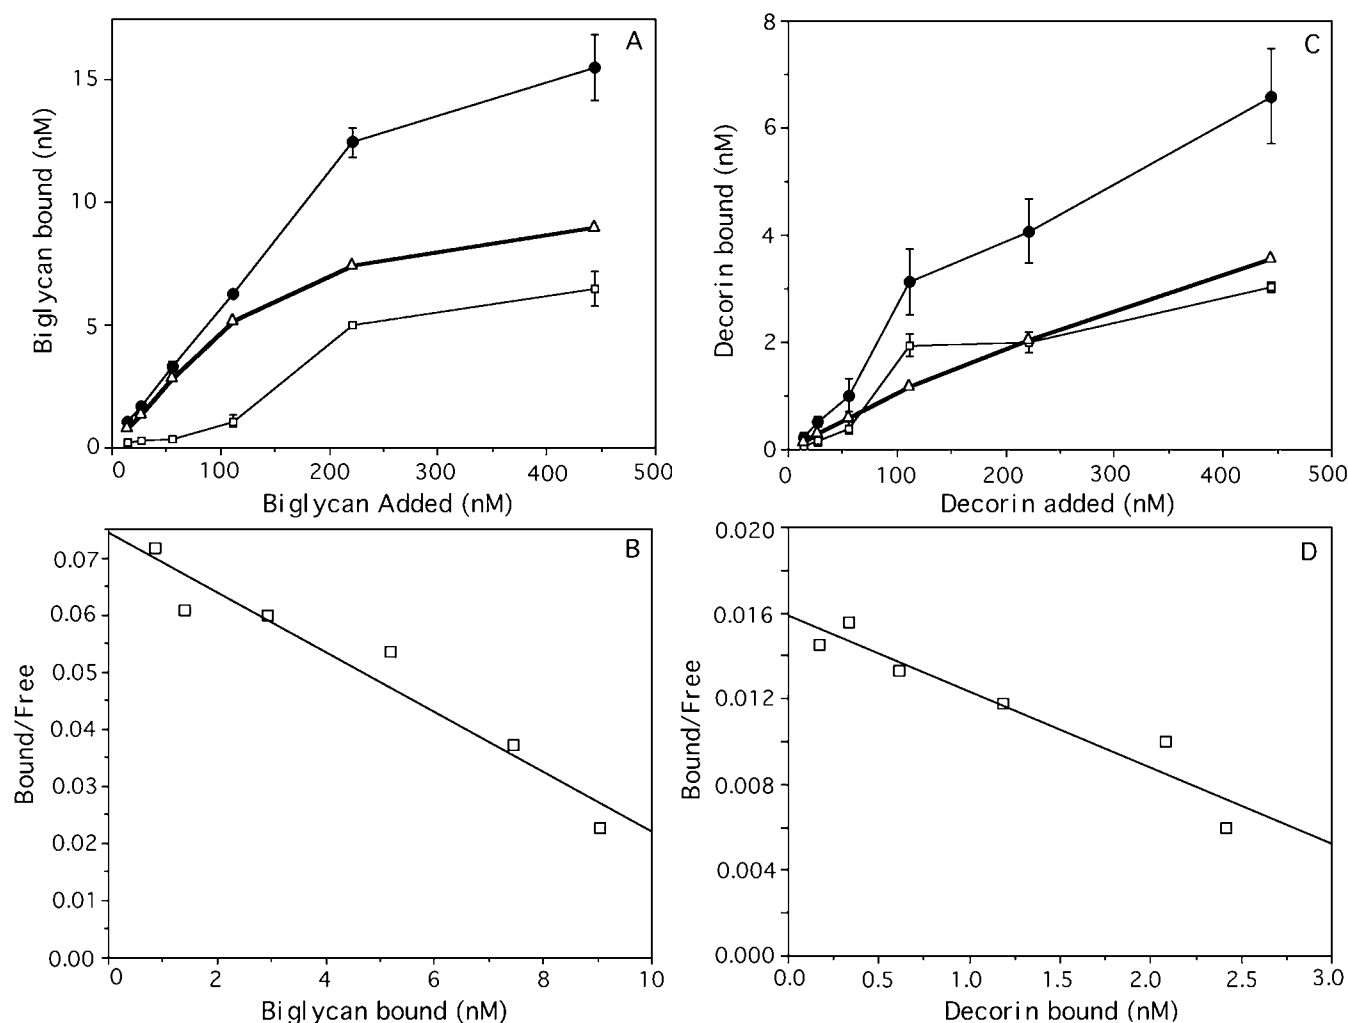 A
15
10
5
0
Biglycan bound (nM)
0 100 200 300 400 500
Biglycan Added (nM)
C
8
6
4
2
0
Decorin bound (nM)
0 100 200 300 400 500
Decorin added (nM)
B
0.07
0.06
0.05
0.04
0.03
0.02
0.01
0.00
Bound/Free
0 2 4 6 8 10
Biglycan bound (nM)
D
0.020
0.016
0.012
0.008
0.004
0.000
Bound/Free
0.0 0.5 1.0 1.5 2.0 2.5 3.0
Decorin bound (nM)